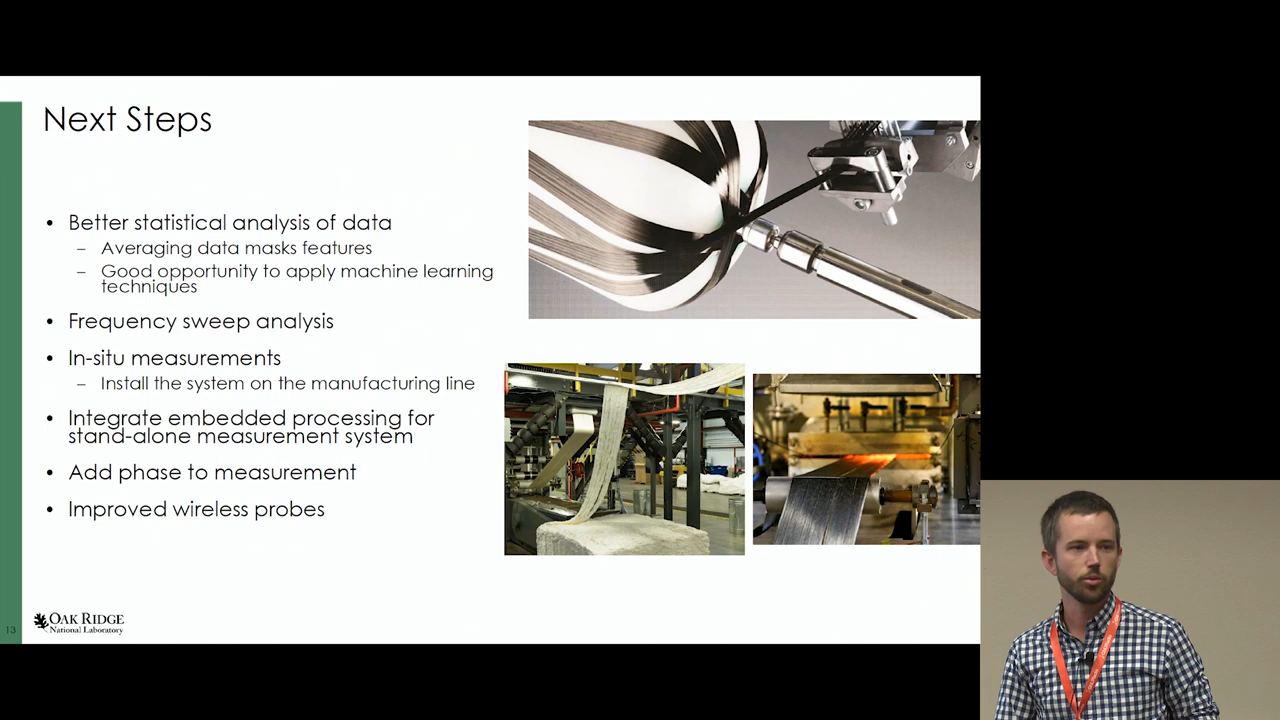 Next Steps
• Better statistical analysis of data
– Averaging data masks features
– Good opportunity to apply machine learning
techniques
• Frequency sweep analysis
• In-situ measurements
– Install the system on the manufacturing line
• Integrate embedded processing for
stand-alone measurement system
• Add phase to measurement
• Improved wireless probes
13
OAK RIDGE
National Laboratory